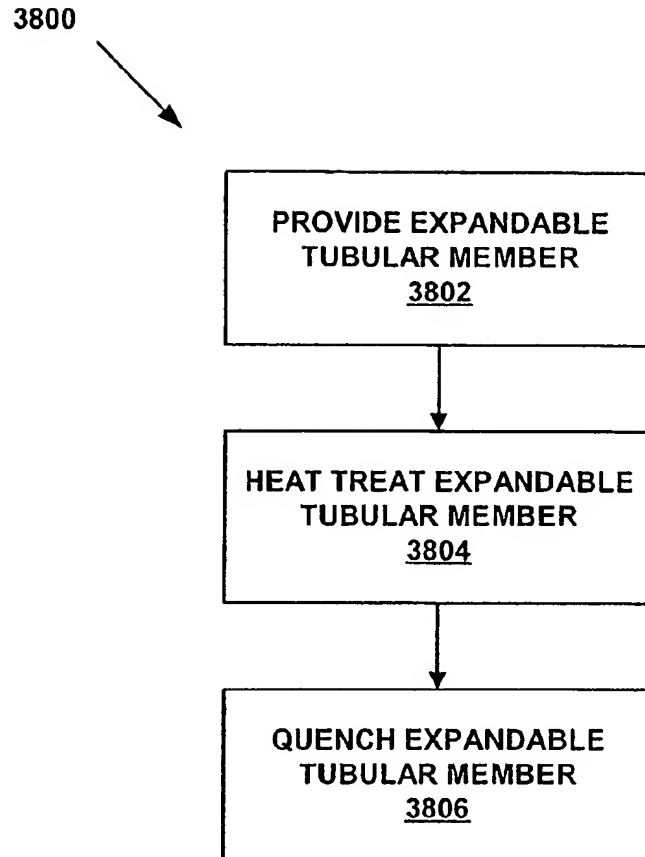 3800
PROVIDE EXPANDABLE
TUBULAR MEMBER
3802
HEAT TREAT EXPANDABLE
TUBULAR MEMBER
3804
QUENCH EXPANDABLE
TUBULAR MEMBER
3806